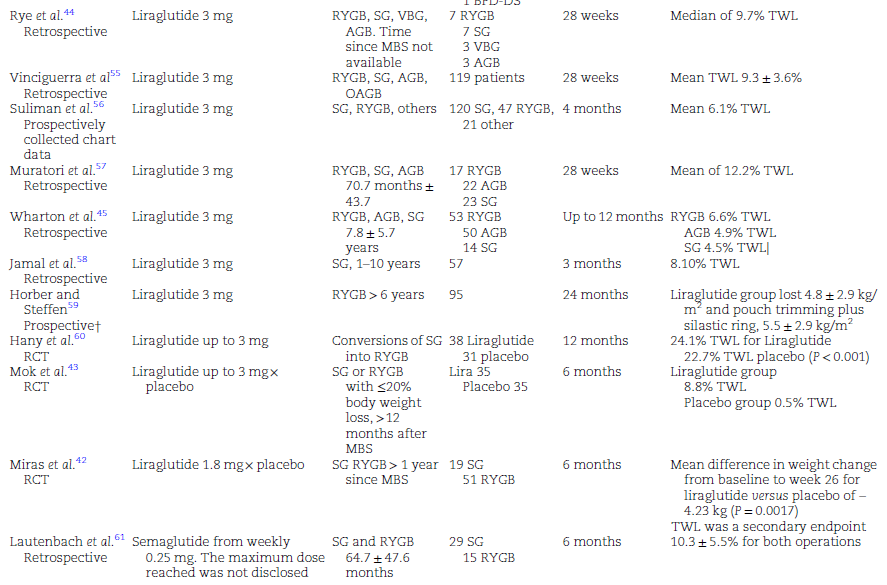 1 BPD-DS
Rye et al.44 Liraglutide 3 mg RYGB, SG, VBG, 7 RYGB 28 weeks Median of 9.7% TWL
Retrospective AGB. Time 7 SG
since MBS not 3 VBG
available 3 AGB
Vinciguerra et al55 Liraglutide 3 mg RYGB, SG, AGB, 119 patients 28 weeks Mean TWL 9.3 ± 3.6%
Retrospective OAGB
Suliman et al.56 Liraglutide 3 mg SG, RYGB, others 120 SG, 47 RYGB, 4 months Mean 6.1% TWL
Prospectively 21 other
collected chart
data
Muratori et al.57 Liraglutide 3 mg RYGB, SG, AGB 17 RYGB 28 weeks Mean of 12.2% TWL
Retrospective 70.7 months ± 22 AGB
43.7 23 SG
Wharton et al.45 Liraglutide 3 mg RYGB, AGB, SG 53 RYGB Up to 12 months RYGB 6.6% TWL
Retrospective 7.8 ± 5.7 50 AGB AGB 4.9% TWL
years 14 SG SG 4.5% TWL|
Jamal et al.58 Liraglutide 3 mg SG, 1–10 years 57 3 months 8.10% TWL
Retrospective
Horber and Liraglutide 3 mg RYGB > 6 years 95 24 months Liraglutide group lost 4.8 ± 2.9 kg/
Steffen59 m2 and pouch trimming plus
Prospective† silastic ring, 5.5 ± 2.9 kg/m2
Hany et al.60 Liraglutide up to 3 mg Conversions of SG 38 Liraglutide 12 months 24.1% TWL for Liraglutide
RCT into RYGB 31 placebo 22.7% TWL placebo (P < 0.001)
Mok et al.43 Liraglutide up to 3 mg × SG or RYGB Lira 35 6 months Liraglutide group
RCT placebo with ≤20% Placebo 35 8.8% TWL
body weight Placebo group 0.5% TWL
loss, >12
months after
MBS
Miras et al.42 Liraglutide 1.8 mg × placebo SG RYGB > 1 year 19 SG 6 months Mean difference in weight change
RCT since MBS 51 RYGB from baseline to week 26 for
liraglutide versus placebo of –
4.23 kg (P = 0.0017)
TWL was a secondary endpoint
Lautenbach et al.61 Semaglutide from weekly SG and RYGB 29 SG 6 months 10.3 ± 5.5% for both operations
Retrospective 0.25 mg. The maximum dose 64.7 ± 47.6 15 RYGB
reached was not disclosed months